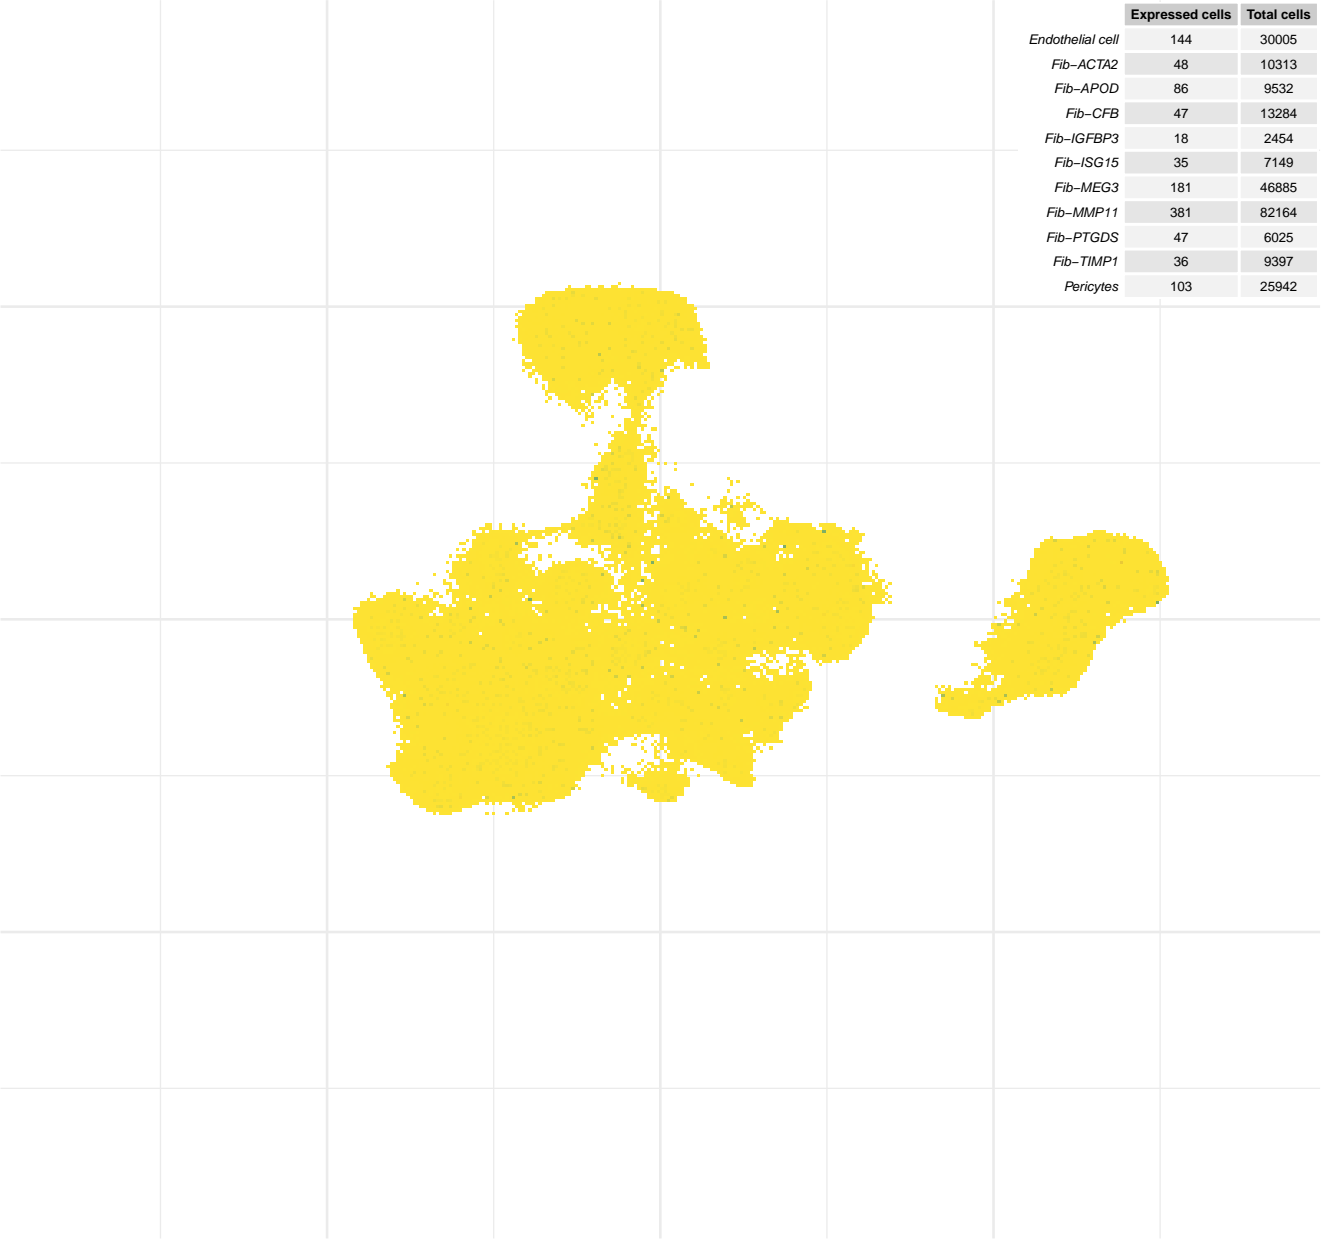 Expressed cells Total cells
Endothelial cell 144 30005
Fib−ACTA2 48 10313
Fib−APOD 86 9532
Fib−CFB 47 13284
Fib−IGFBP3 18 2454
Fib−ISG15 35 7149
Fib−MEG3 181 46885
Fib−MMP11 381 82164
Fib−PTGDS 47 6025
Fib−TIMP1 36 9397
Pericytes 103 25942